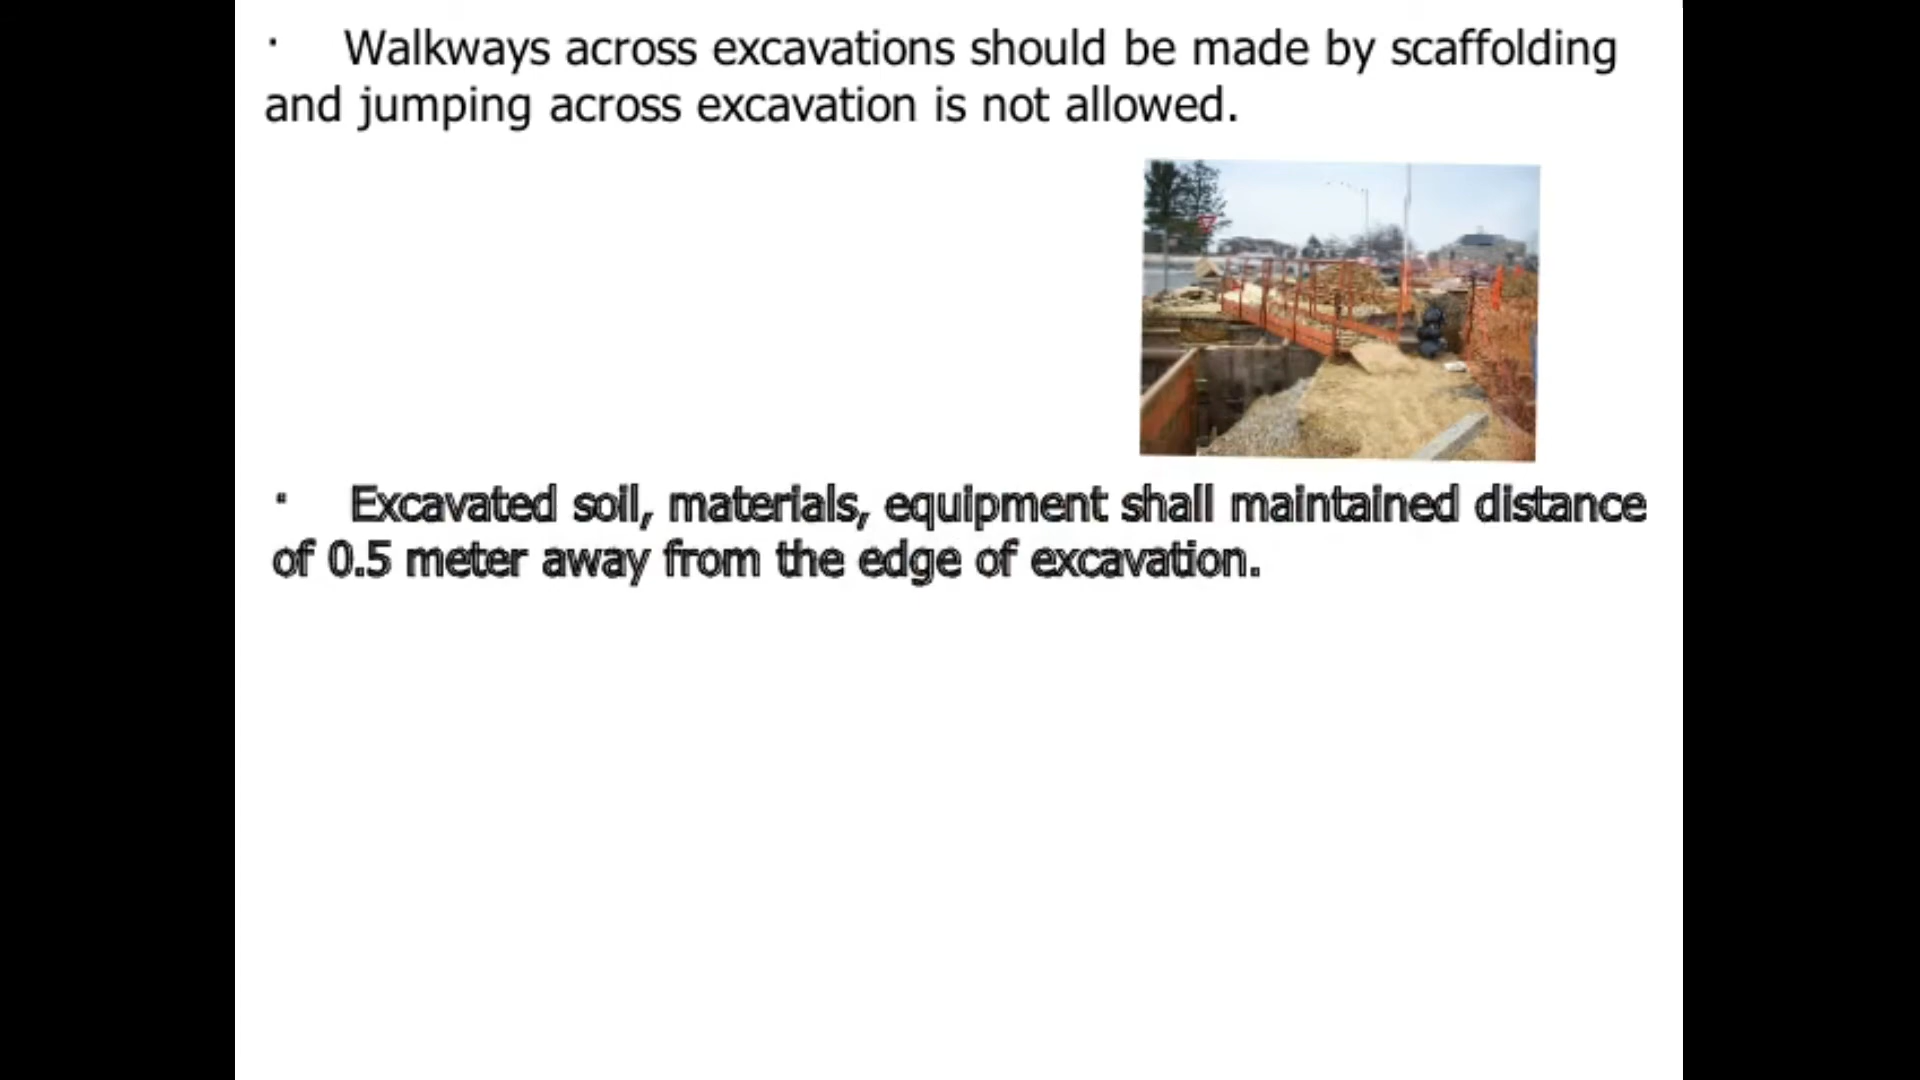 · Walkways across excavations should be made by scaffolding
and jumping across excavation is not allowed.
· Excavated soil, materials, equipment shall maintained distance
of 0.5 meter away from the edge of excavation.